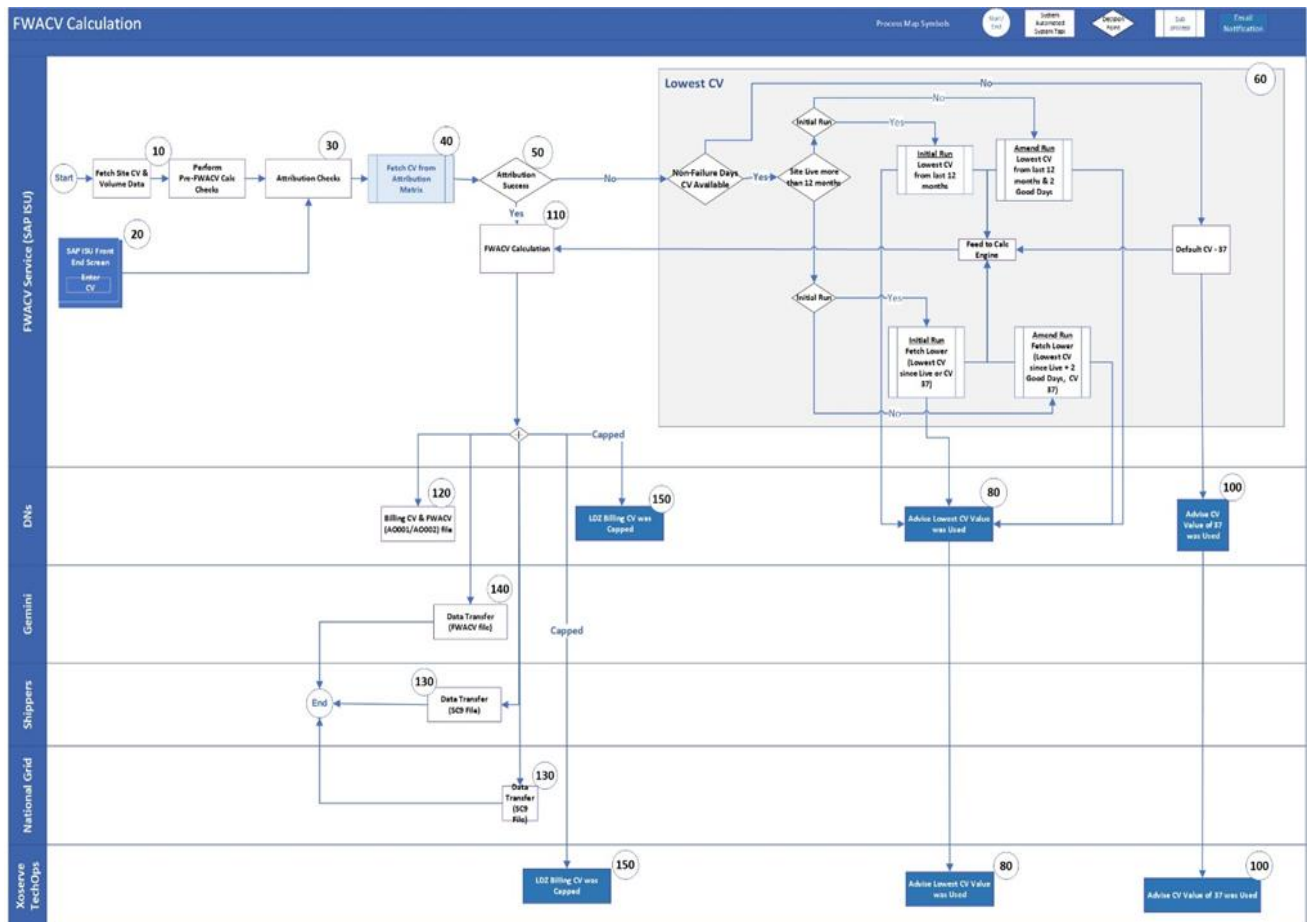 FWACV Calculation
Process Map Symbols
Start/
End
System
Automated
System Taps
Decision
Point
Sub
process
Email
Notification
FWACV Service (SAP ISU)
Lowest CV
60
No
Start
10
Fetch Site CV &
Volume Data
Perform
Pre-FWACV Calc
Checks
30
Attribution Checks
40
Fetch CV from
Attribution
Matrix
50
Attribution
Success
No
Yes
Non-Failure Days
CV Available
Yes
Site Live more
than 12 months
Initial Run
No
Yes
Initial Run
Lowest CV
from last 12
months
Amend Run
Lowest CV
from last 12
months & 2
Good Days
20
SAP ISU Front
End Screen
Enter
CV
110
FWACV Calculation
Feed to Calc
Engine
Default CV - 37
Initial Run
Yes
Initial Run
Fetch Lower
(Lowest CV
since Live or CV
37)
Amend Run
Fetch Lower
(Lowest CV
since Live + 2
Good Days, CV
37)
No
Capped
DNs
120
Billing CV & FWACV
(AO001/AO002) file
150
LDZ Billing CV was
Capped
80
Advise Lowest CV Value
was Used
100
Advise CV
Value of 37
was Used
Gemini
140
Data Transfer
(FWACV file)
Capped
Shippers
End
130
Data Transfer
(SC9 File)
National Grid
130
Data
Transfer
(SC9
File)
Xoserve
TechOps
150
LDZ Billing CV was
Capped
80
Advise Lowest CV Value
was Used
100
Advise CV Value of 37 was Used